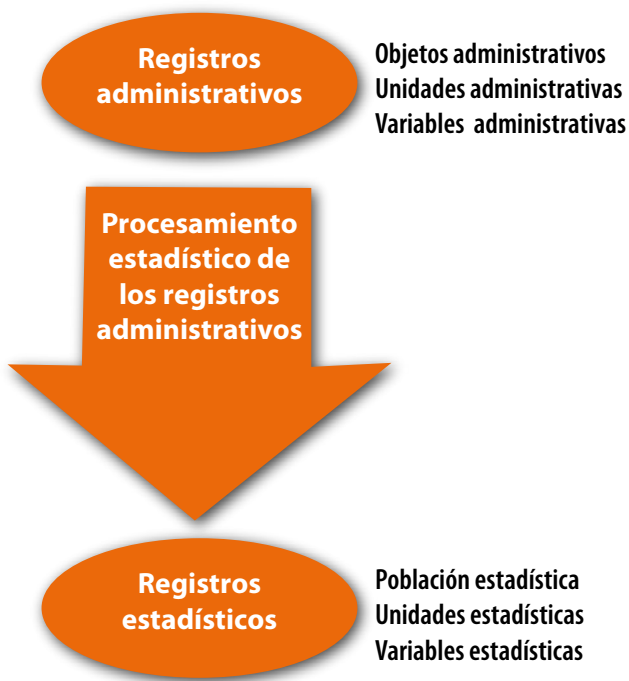 Registros
administrativos
Objetos administrativos
Unidades administrativas
Variables administrativas
Procesamiento
estadístico de
los registros
administrativos
Registros
estadísticos
Población estadística
Unidades estadísticas
Variables estadísticas